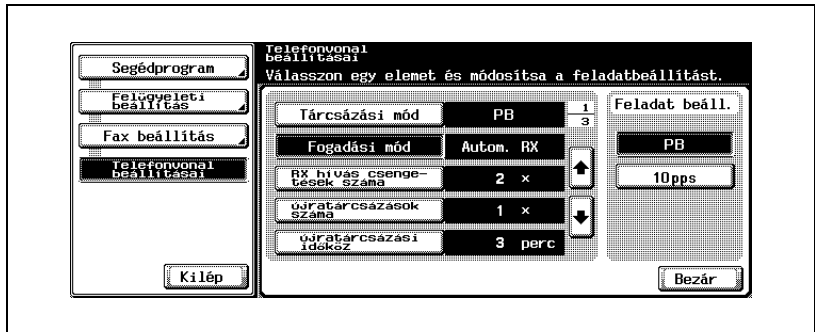 Segédprogram
Felügyeleti
beállítás
Fax beállítás
Telefonvonal
beállításai
Kilép
Telefonvonal
beállításai
Válasszon egy elemet és módosítsa a feladatbeállítást.
Tárcsázási mód
PB
1
3
Fogadási mód
Autom. RX
RX hívás csenge-
tések száma
2 ×
újratárcsázások
száma
1 ×
újratárcsázási
időköz
3 perc
Feladat beáll.
PB
10pps
Bezár